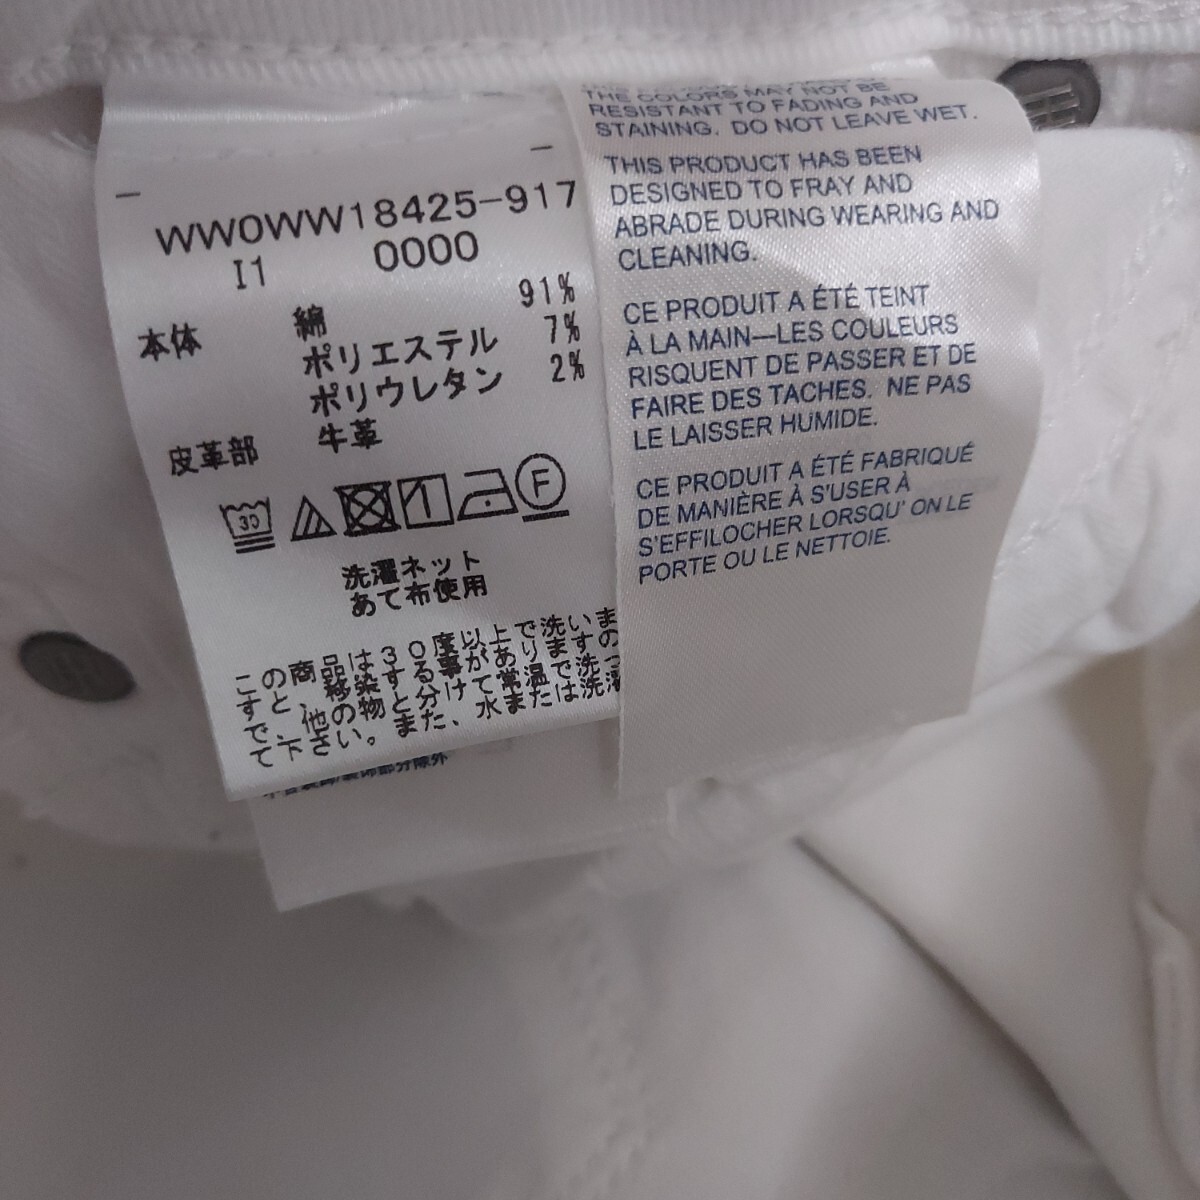 WW0WW18425-917
I1 0000
本体 綿 91%
ポリエステル 7%
ポリウレタン 2%
皮革部 牛革
30
F
洗濯ネット
あて布使用
この商品は30度以上で洗いま
すと、移染する事がありますの
で、他の物と分けて常温で洗っ
て下さい。また、水または洗濯
装飾部分除外
THE COLORS MAY NOT BE
RESISTANT TO FADING AND
STAINING. DO NOT LEAVE WET.
THIS PRODUCT HAS BEEN
DESIGNED TO FRAY AND
ABRADE DURING WEARING AND
CLEANING.
CE PRODUIT A ÉTÉ TEINT
À LA MAIN—LES COULEURS
RISQUENT DE PASSER ET DE
FAIRE DES TACHES. NE PAS
LE LAISSER HUMIDE.
CE PRODUIT A ÉTÉ FABRIQUÉ
DE MANIÈRE À S'USER À
S'EFFILOCHER LORSQU' ON LE
PORTE OU LE NETTOIE.